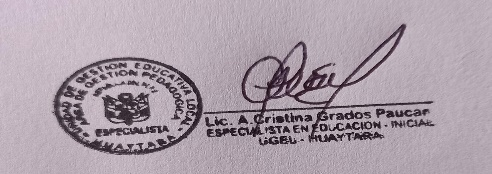 UNIDAD DE GESTION EDUCATIVA LOCAL
AREA DE GESTION PEDAGOGICA
ESPECIALISTA
HUAYTARA
Lic. A Cristina Grados Paucar
ESPECIALISTA EN EDUCACION - INICIAL
UGEL - HUAYTARA